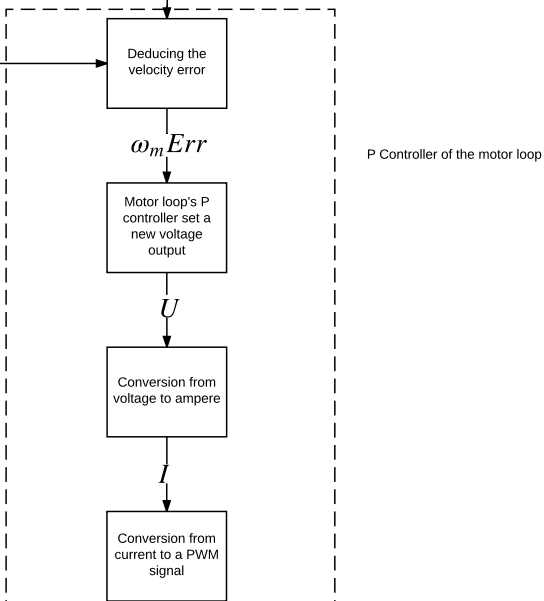 Deducing the
velocity error
P Controller of the motor loop
ωₘErr
Motor loop's P
controller set a
new voltage
output
U
Conversion from
voltage to ampere
I
Conversion from
current to a PWM
signal